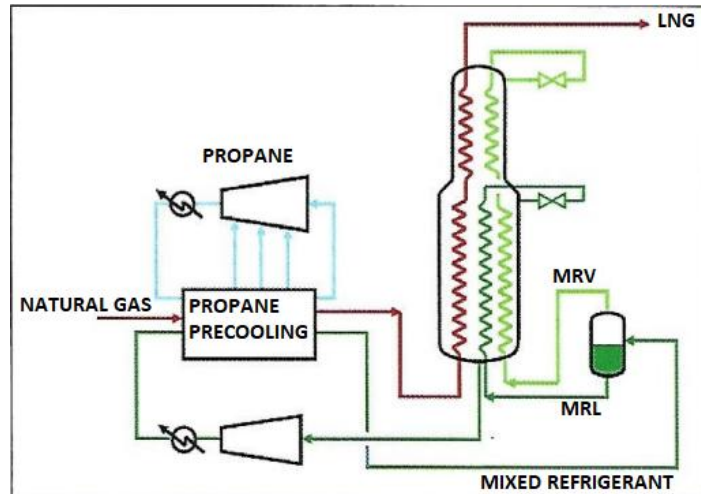 LNG
PROPANE
NATURAL GAS
PROPANE
PRECOOLING
MRV
MRL
MIXED REFRIGERANT